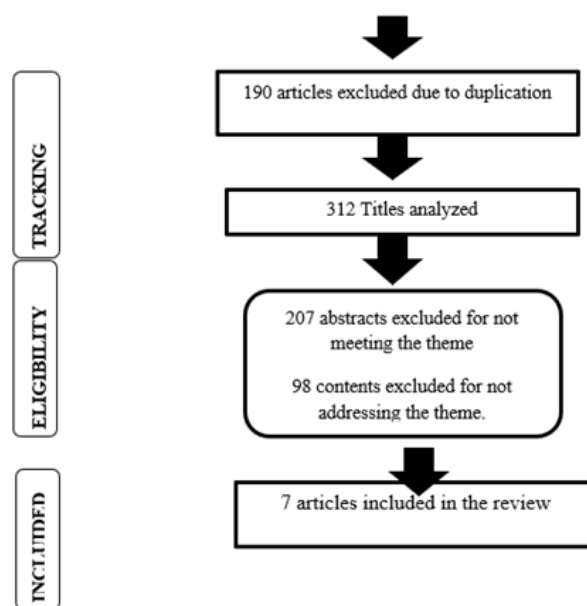 190 articles excluded due to duplication
TRACKING
312 Titles analyzed
207 abstracts excluded for not
meeting the theme
ELIGIBILITY
98 contents excluded for not
addressing the theme.
7 articles included in the review
INCLUDED